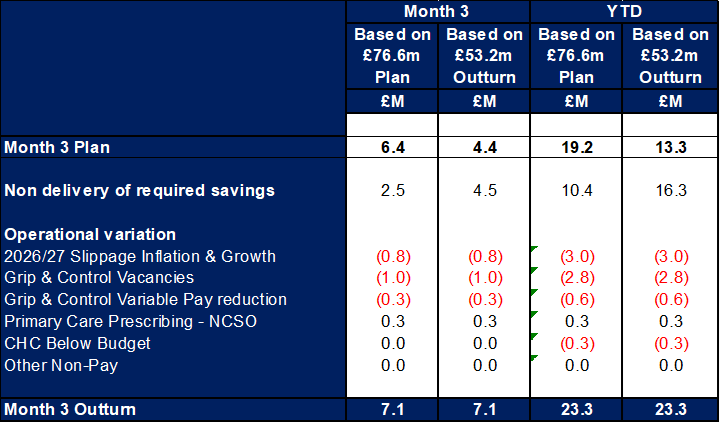 Month 3 YTD
Based on £76.6m Plan Based on £53.2m Outturn Based on £76.6m Plan Based on £53.2m Outturn
£M £M £M £M
Month 3 Plan 6.4 4.4 19.2 13.3
Non delivery of required savings 2.5 4.5 10.4 16.3
Operational variation
2026/27 Slippage Inflation & Growth (0.8) (0.8) (3.0) (3.0)
Grip & Control Vacancies (1.0) (1.0) (2.8) (2.8)
Grip & Control Variable Pay reduction (0.3) (0.3) (0.6) (0.6)
Primary Care Prescribing - NCSO 0.3 0.3 0.3 0.3
CHC Below Budget 0.0 0.0 (0.3) (0.3)
Other Non-Pay 0.0 0.0 0.0 0.0
Month 3 Outturn 7.1 7.1 23.3 23.3